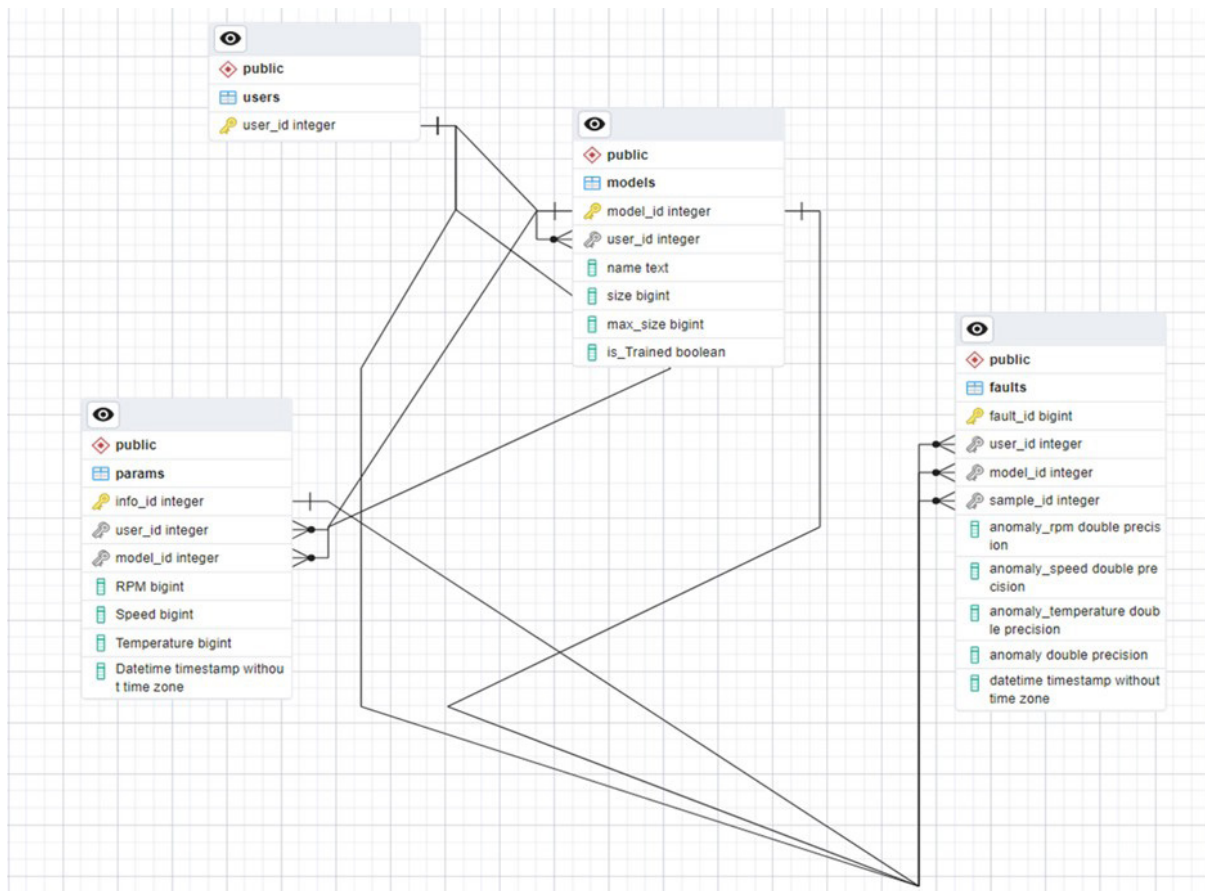 public
users
user_id integer
public
models
model_id integer
user_id integer
name text
size bigint
max_size bigint
is_Trained boolean
public
params
info_id integer
user_id integer
model_id integer
RPM bigint
Speed bigint
Temperature bigint
Datetime timestamp withou
t time zone
public
faults
fault_id bigint
user_id integer
model_id integer
sample_id integer
anomaly_rpm double precis
ion
anomaly_speed double pre
cision
anomaly_temperature doub
le precision
anomaly double precision
datetime timestamp without
time zone